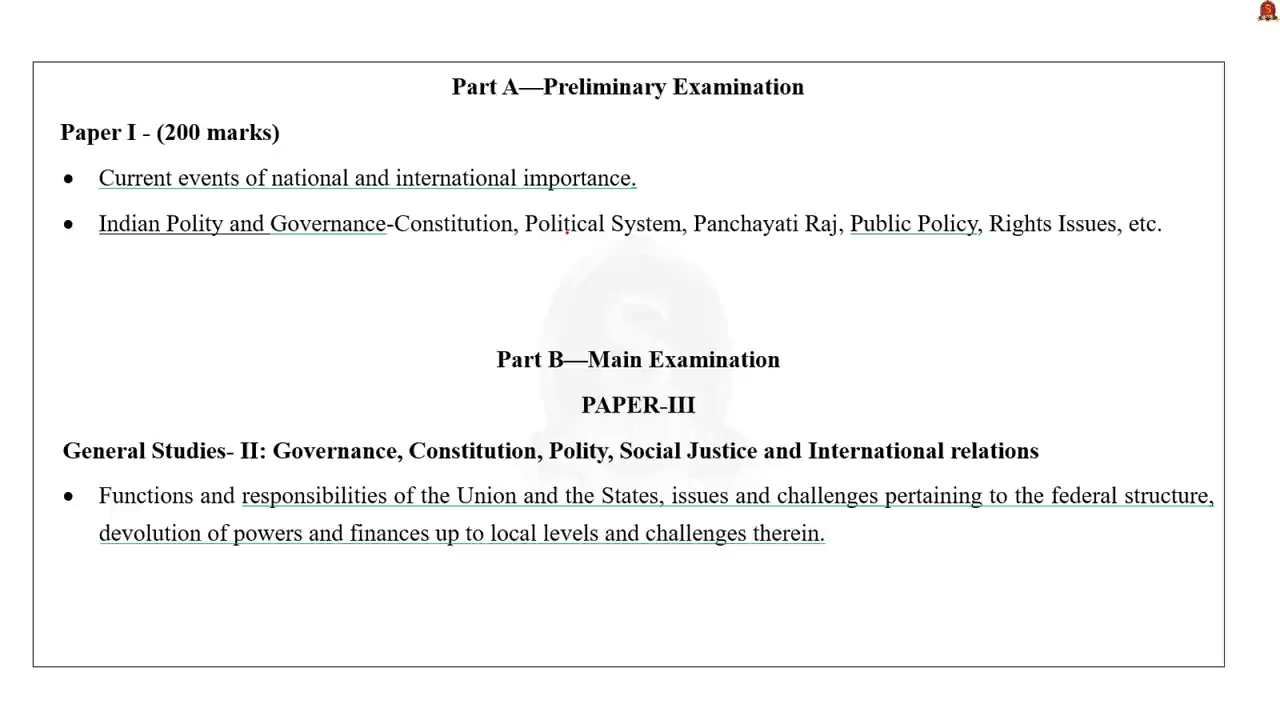 Part A—Preliminary Examination
Paper I - (200 marks)
• Current events of national and international importance.
• Indian Polity and Governance-Constitution, Political System, Panchayati Raj, Public Policy, Rights Issues, etc.
Part B—Main Examination
PAPER-III
General Studies- II: Governance, Constitution, Polity, Social Justice and International relations
• Functions and responsibilities of the Union and the States, issues and challenges pertaining to the federal structure,
devolution of powers and finances up to local levels and challenges therein.